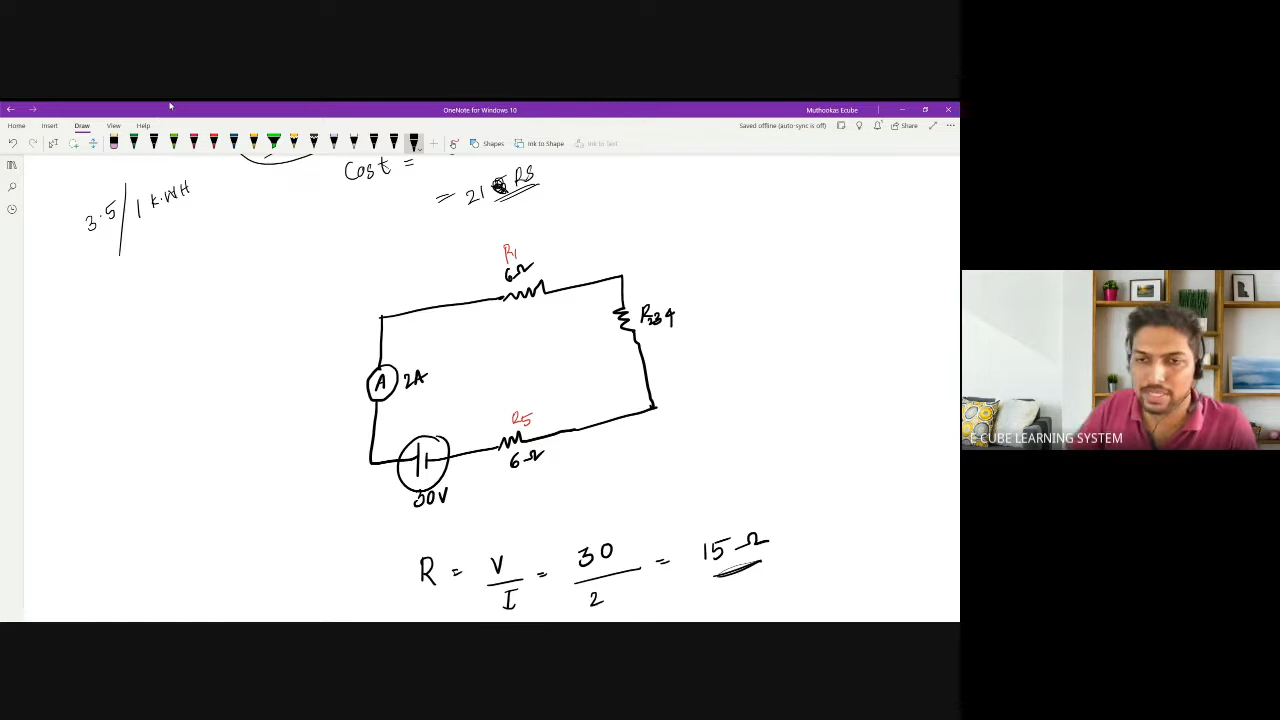 OneNote for Windows 10
Muthookas Ecube
Home Insert Draw View Help
Saved offline (auto-sync is off)
Share
Shapes
Ink to Shape
Ink to Text
Cost =
= 21 RS
3.5/1 K.WH
R1
6Ω
R234
A 2A
R5
6Ω
30V
R = V/I = 30/2 = 15Ω
E CUBE LEARNING SYSTEM